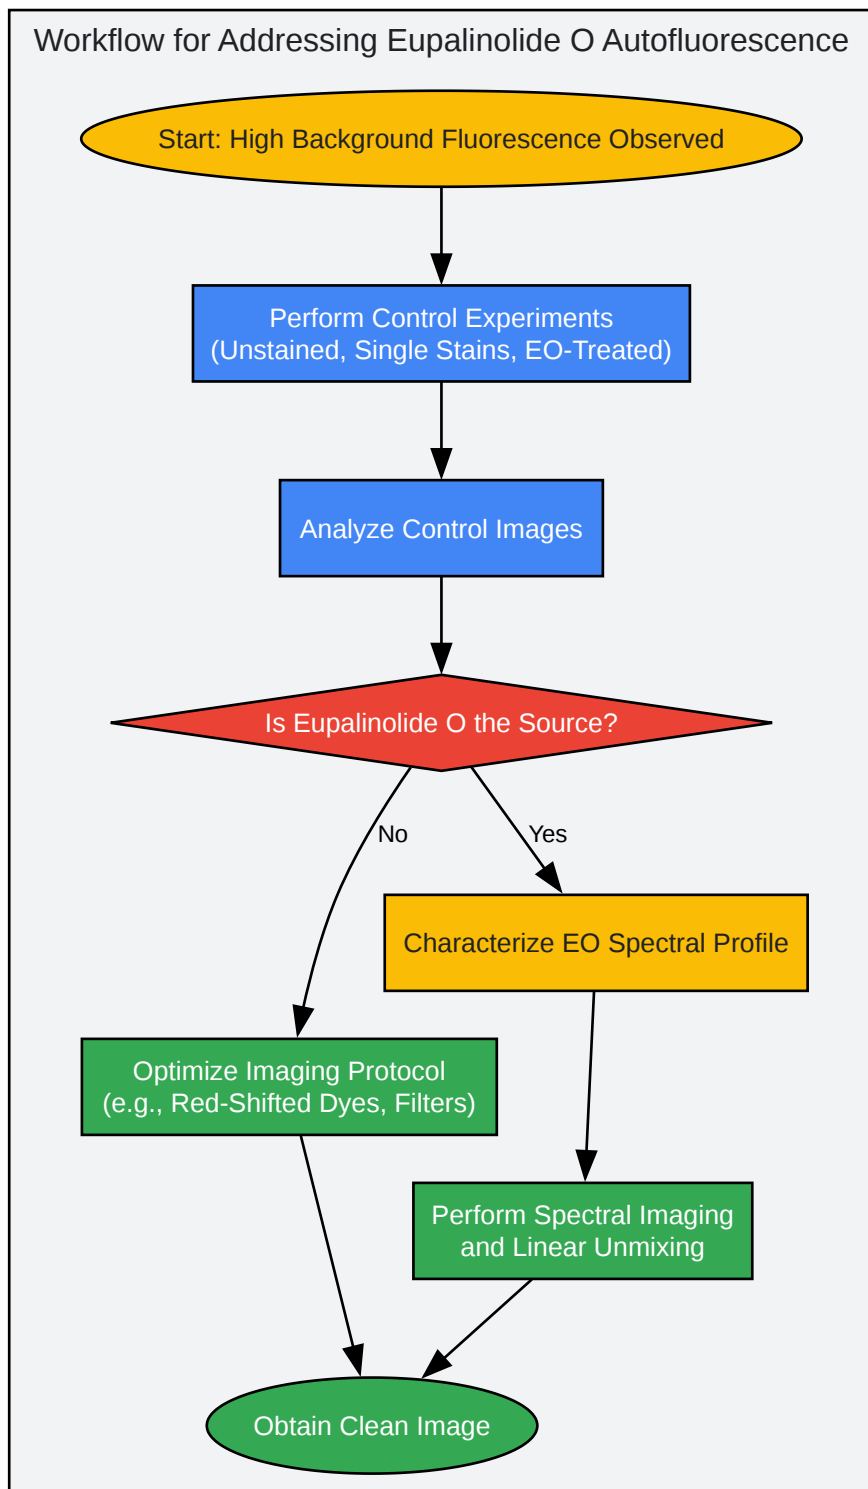 Workflow for Addressing Eupalinolide O Autofluorescence
Start: High Background Fluorescence Observed
Perform Control Experiments
(Unstained, Single Stains, EO-Treated)
Analyze Control Images
Is Eupalinolide O the Source?
No
Yes
Characterize EO Spectral Profile
Optimize Imaging Protocol
(e.g., Red-Shifted Dyes, Filters)
Perform Spectral Imaging
and Linear Unmixing
Obtain Clean Image